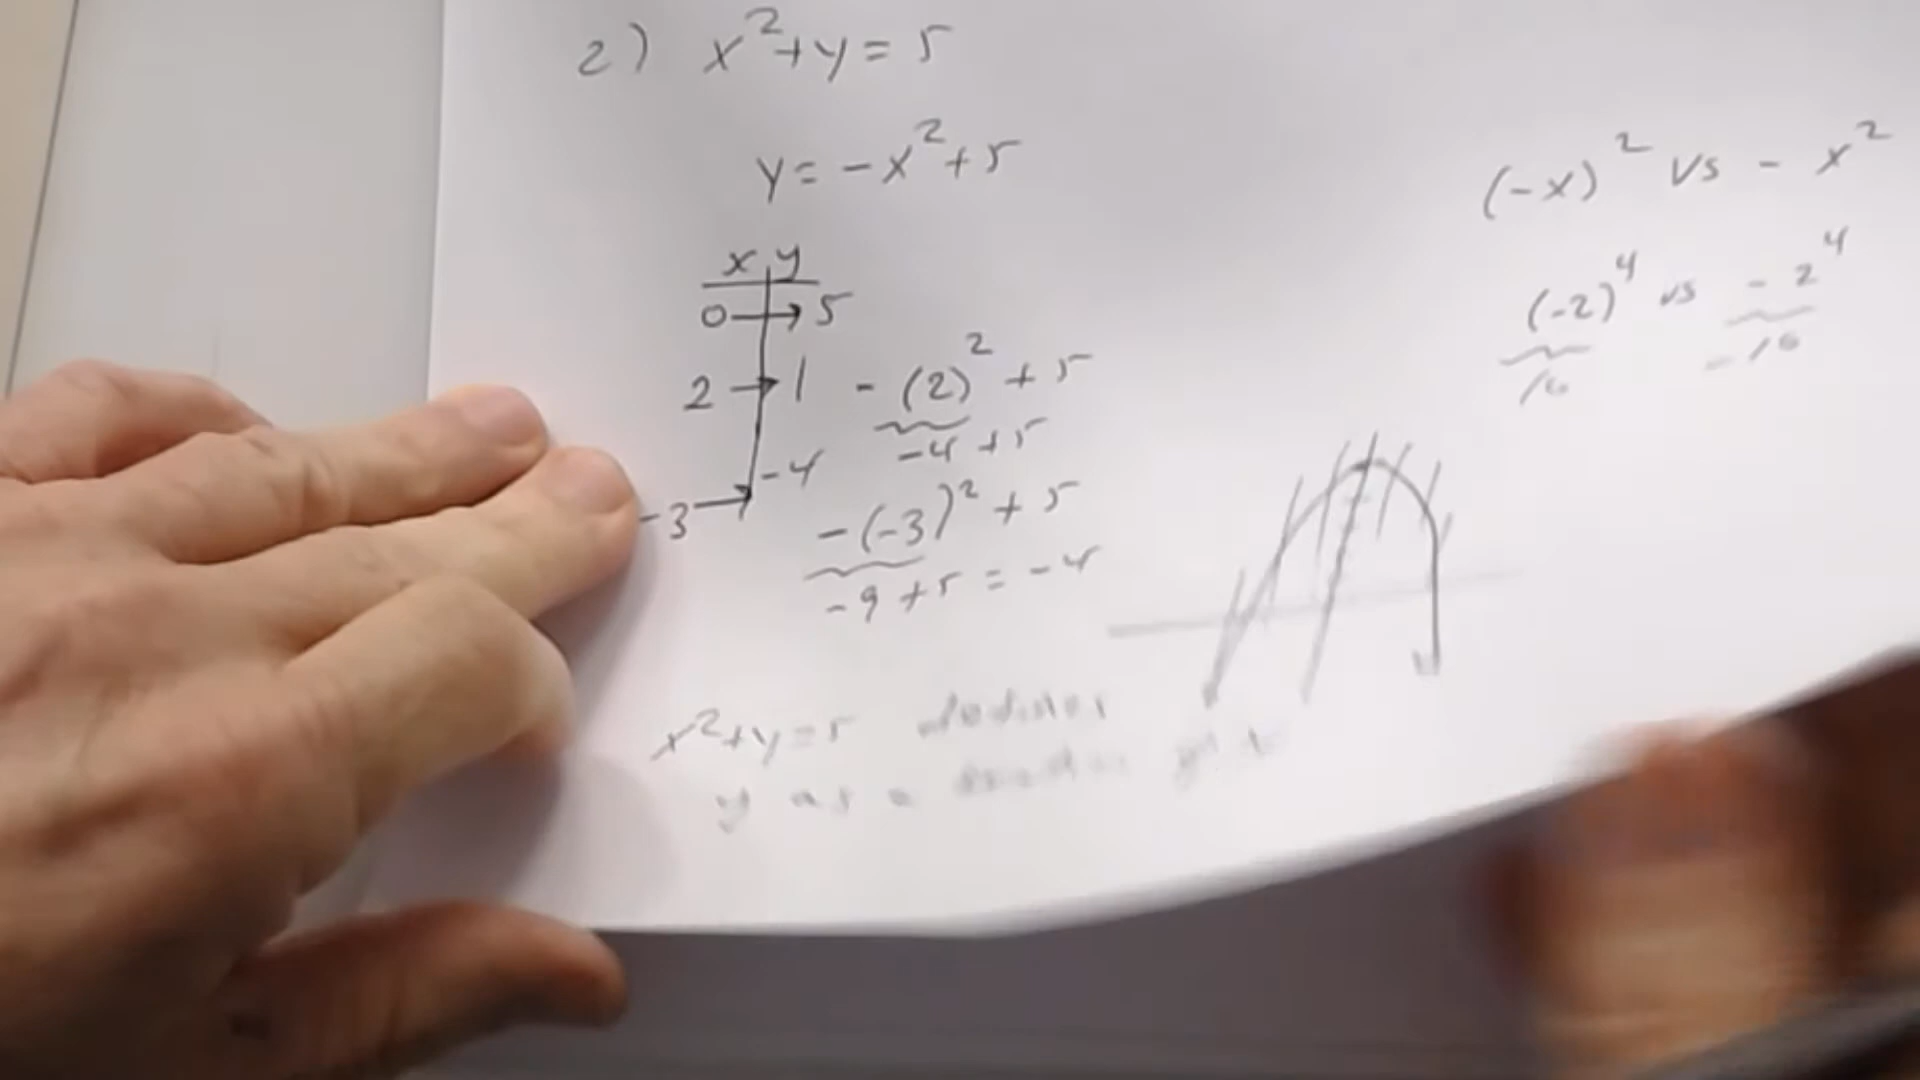 2) x²+y=5
y=-x²+5
x y
0→5
2→1
-3→-4
-(2)²+5
-4+5
-(-3)²+5
-9+5=-4
(-x)² vs -x²
(-2)⁴ vs -2⁴
16 -16
x²+y=5
y as a